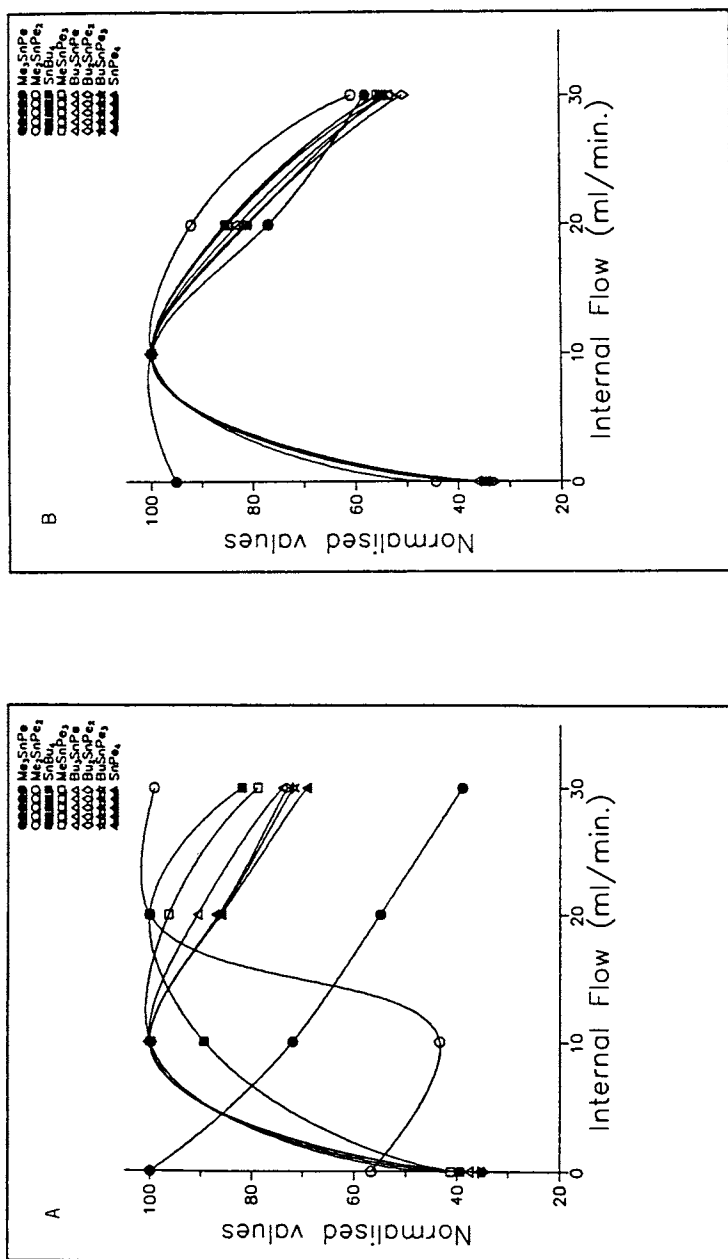 A
Me₃SnPe
Me₂SnPe₂
SnBu₄
MeSnPe₃
Bu₃SnPe
Bu₂SnPe₂
BuSnPe₃
SnPe₄
Normalised values
100
80
60
40
20
0
10
20
30
Internal Flow (ml/min.)
B
Me₃SnPe
Me₂SnPe₂
SnBu₄
MeSnPe₃
Bu₃SnPe
Bu₂SnPe₂
BuSnPe₃
SnPe₄
Normalised values
100
80
60
40
20
0
10
20
30
Internal Flow (ml/min.)